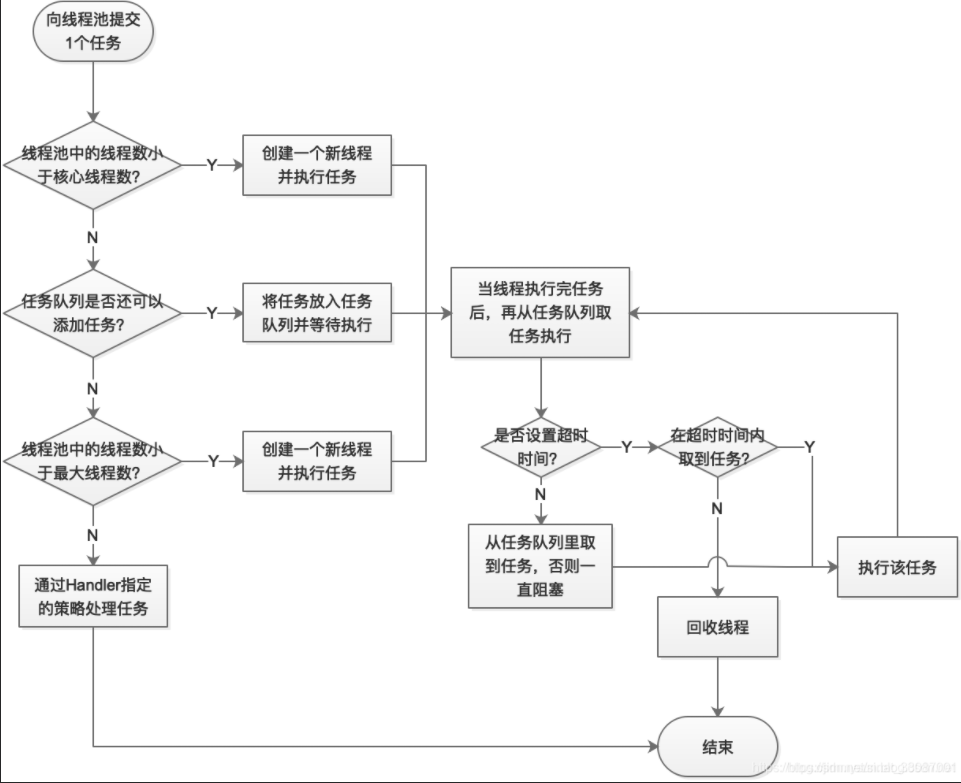 向线程池提交
1个任务
线程池中的线程数小
于核心线程数?
Y
创建一个新线程
并执行任务
N
任务队列是否还可以
添加任务?
Y
将任务放入任务
队列并等待执行
当线程执行完任务
后，再从任务队列取
任务执行
N
线程池中的线程数小
于最大线程数?
Y
创建一个新线程
并执行任务
是否设置超时
时间?
Y
在超时时间内
取到任务?
Y
N
N
N
从任务队列里取
到任务，否则一
直阻塞
执行该任务
通过Handler指定
的策略处理任务
回收线程
结束